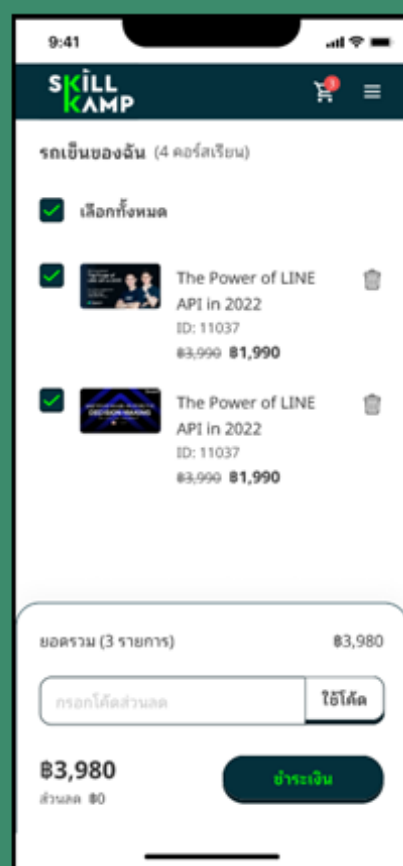 9:41
SKILL
KAMP
3
รถเข็นของฉัน (4 คอร์สเรียน)
เลือกทั้งหมด
The Power of LINE
API in 2022
ID: 11037
฿3,990 ฿1,990
DECISION MAKING
The Power of LINE
API in 2022
ID: 11037
฿3,990 ฿1,990
ยอดรวม (3 รายการ) ฿3,980
กรอกโค้ดส่วนลด ใช้โค้ด
฿3,980
ส่วนลด ฿0
ชำระเงิน